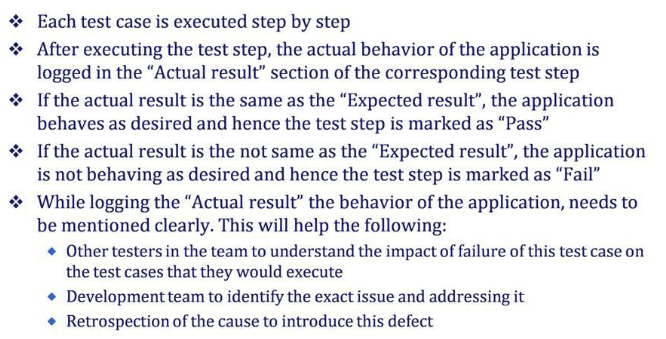 ❖ Each test case is executed step by step
❖ After executing the test step, the actual behavior of the application is
logged in the “Actual result” section of the corresponding test step
❖ If the actual result is the same as the “Expected result”, the application
behaves as desired and hence the test step is marked as “Pass”
❖ If the actual result is the not same as the “Expected result”, the application
is not behaving as desired and hence the test step is marked as “Fail”
❖ While logging the “Actual result” the behavior of the application, needs to
be mentioned clearly. This will help the following:
◆ Other testers in the team to understand the impact of failure of this test case on
the test cases that they would execute
◆ Development team to identify the exact issue and addressing it
◆ Retrospection of the cause to introduce this defect